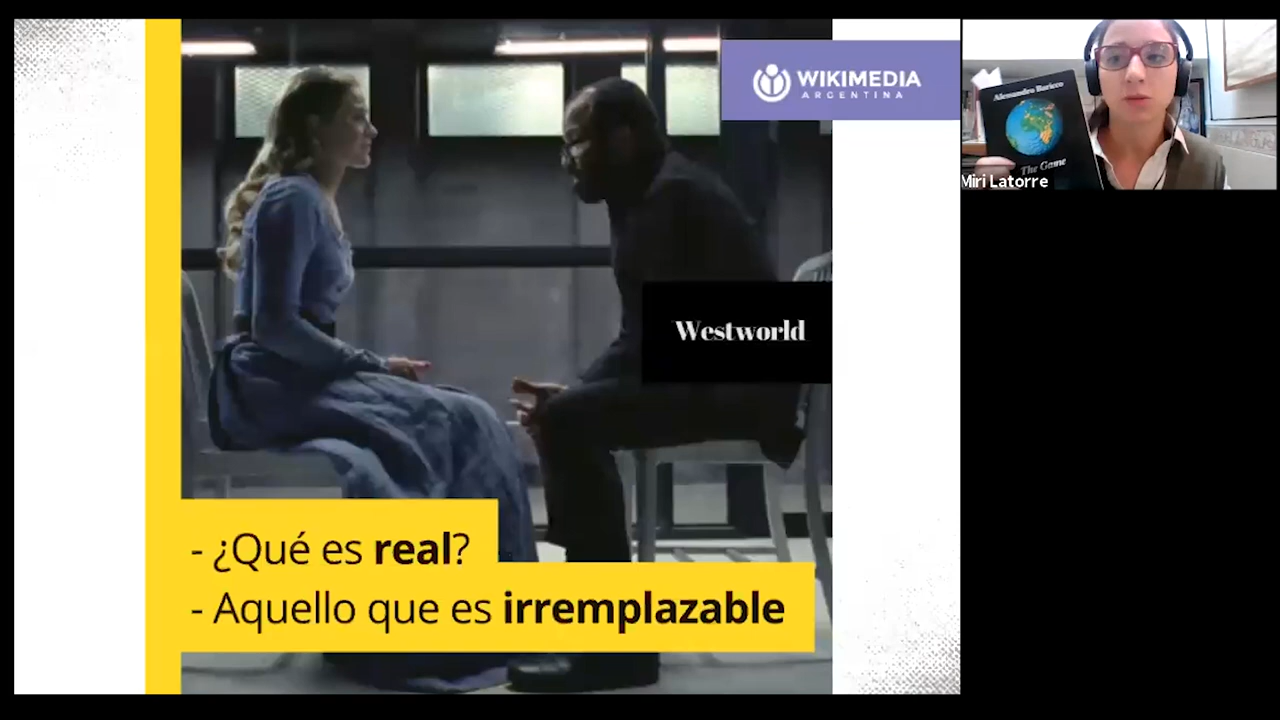 WIKIMEDIA
ARGENTINA
Westworld
- ¿Qué es real?
- Aquello que es irremplazable
Alessandro Baricco
The Game
Miri Latorre